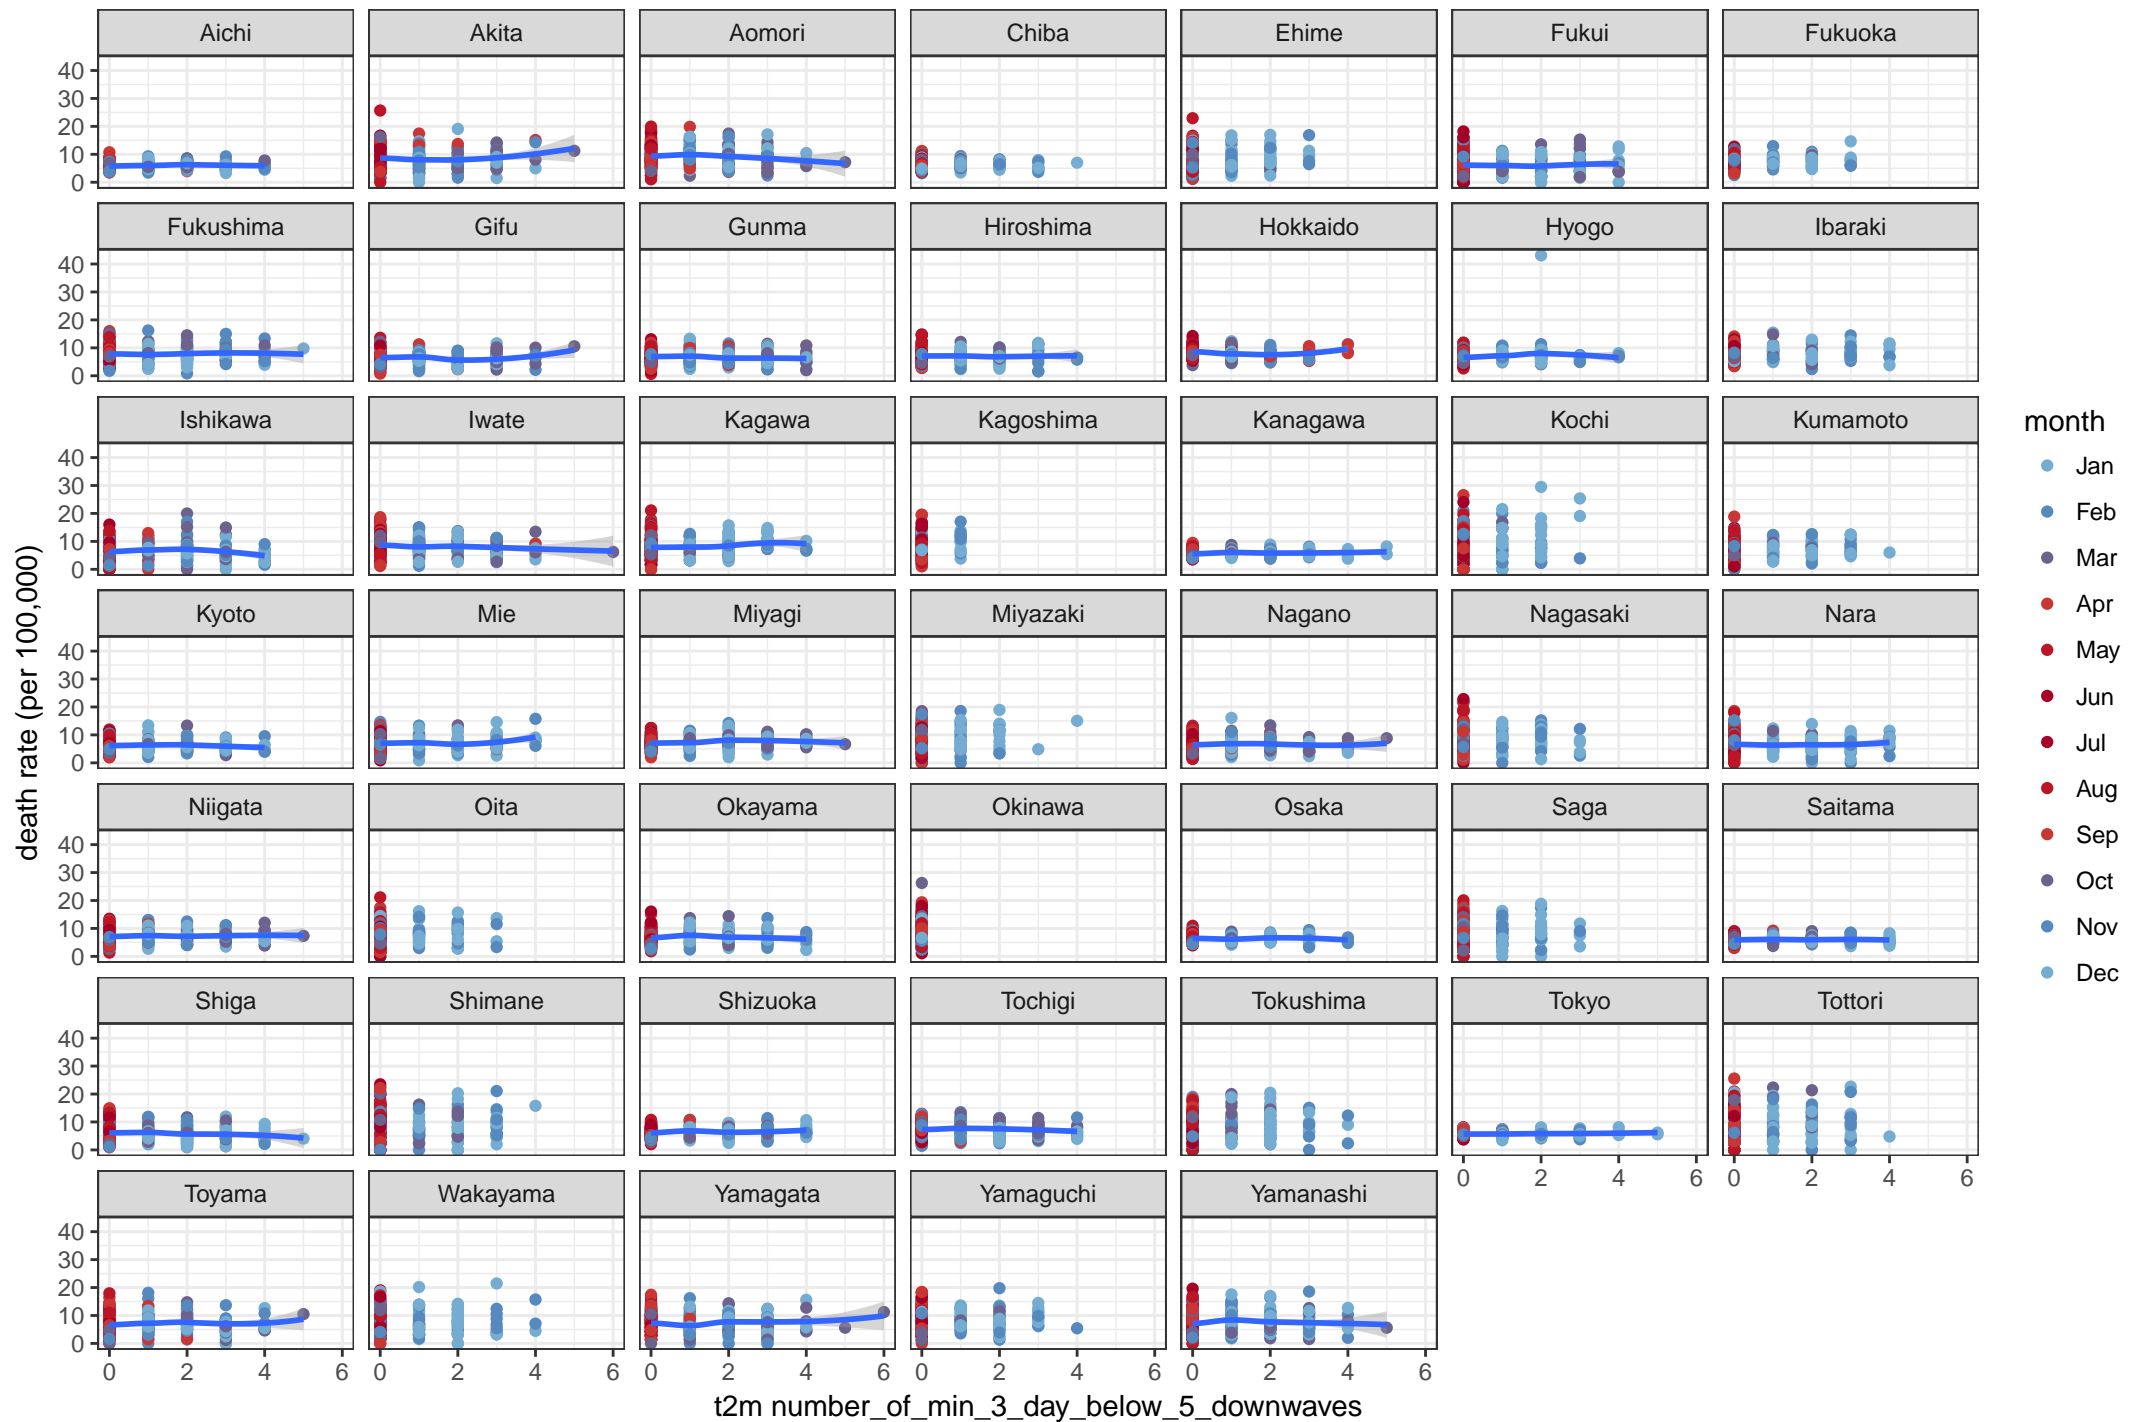 Aichi Akita Aomori Chiba Ehime Fukui Fukuoka
40
30
20
10
0
Fukushima Gifu Gunma Hiroshima Hokkaido Hyogo Ibaraki
40
30
20
10
0
Ishikawa Iwate Kagawa Kagoshima Kanagawa Kochi Kumamoto
40
30
20
10
0
Kyoto Mie Miyagi Miyazaki Nagano Nagasaki Nara
40
30
20
10
0
Niigata Oita Okayama Okinawa Osaka Saga Saitama
40
30
20
10
0
Shiga Shimane Shizuoka Tochigi Tokushima Tokyo Tottori
40
30
20
10
0
0 2 4 6 0 2 4 6
Toyama Wakayama Yamagata Yamaguchi Yamanashi
40
30
20
10
0
0 2 4 6 0 2 4 6 0 2 4 6 0 2 4 6 0 2 4 6
t2m number_of_min_3_day_below_5_downwaves
death rate (per 100,000)
month
Jan
Feb
Mar
Apr
May
Jun
Jul
Aug
Sep
Oct
Nov
Dec